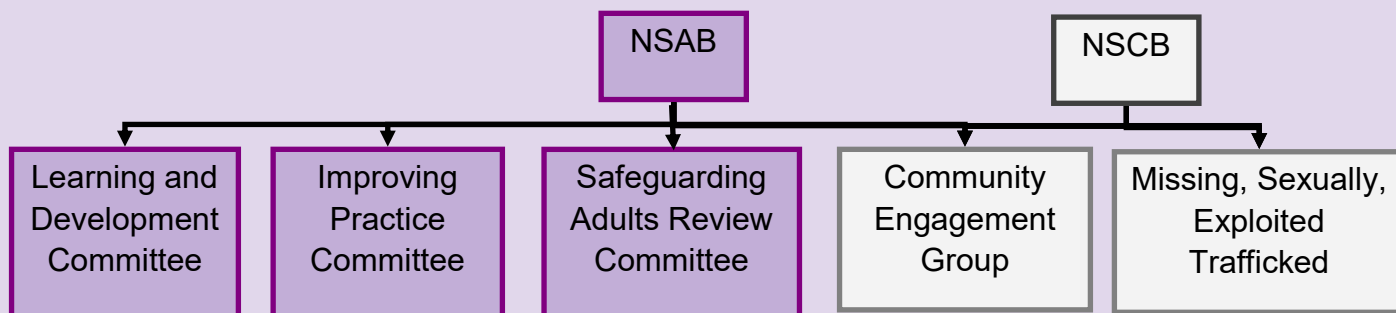 NSAB
NSCB
Learning and
Development
Committee
Improving
Practice
Committee
Safeguarding
Adults Review
Committee
Community
Engagement
Group
Missing, Sexually,
Exploited
Trafficked